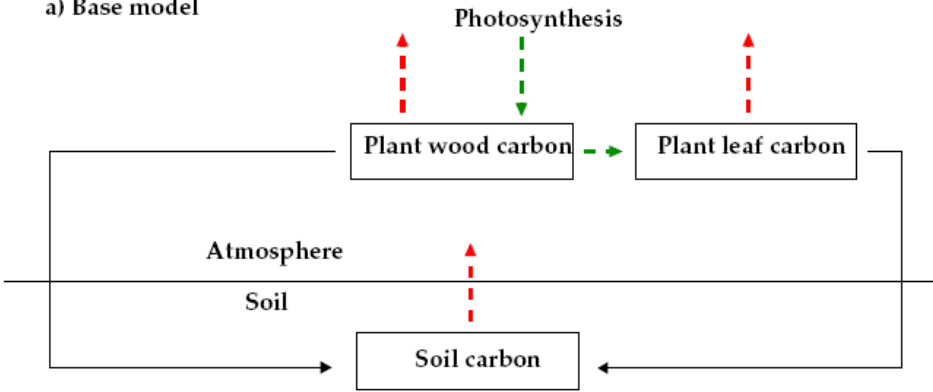 a) Base model
Photosynthesis
Plant wood carbon
Plant leaf carbon
Atmosphere
Soil
Soil carbon